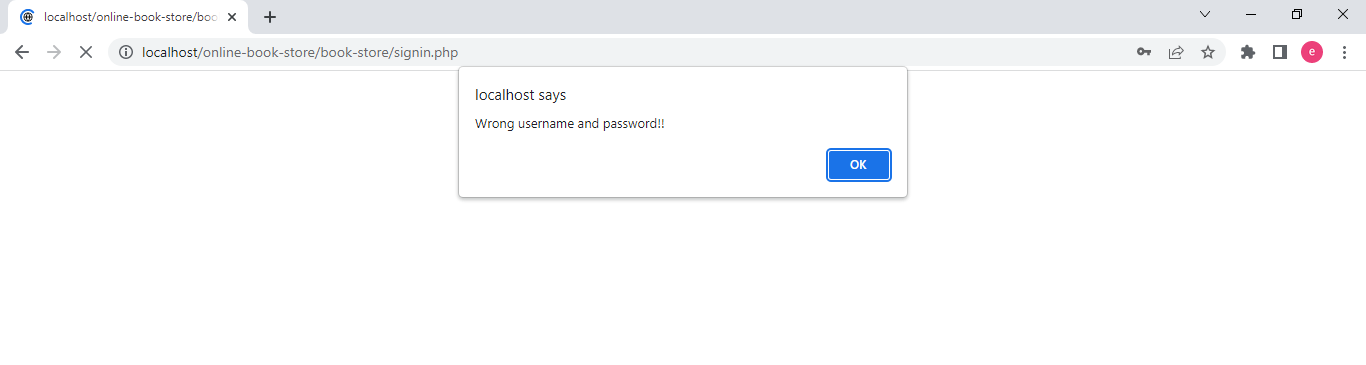 localhost/online-book-store/boo
localhost/online-book-store/book-store/signin.php
e
localhost says
Wrong username and password!!
OK